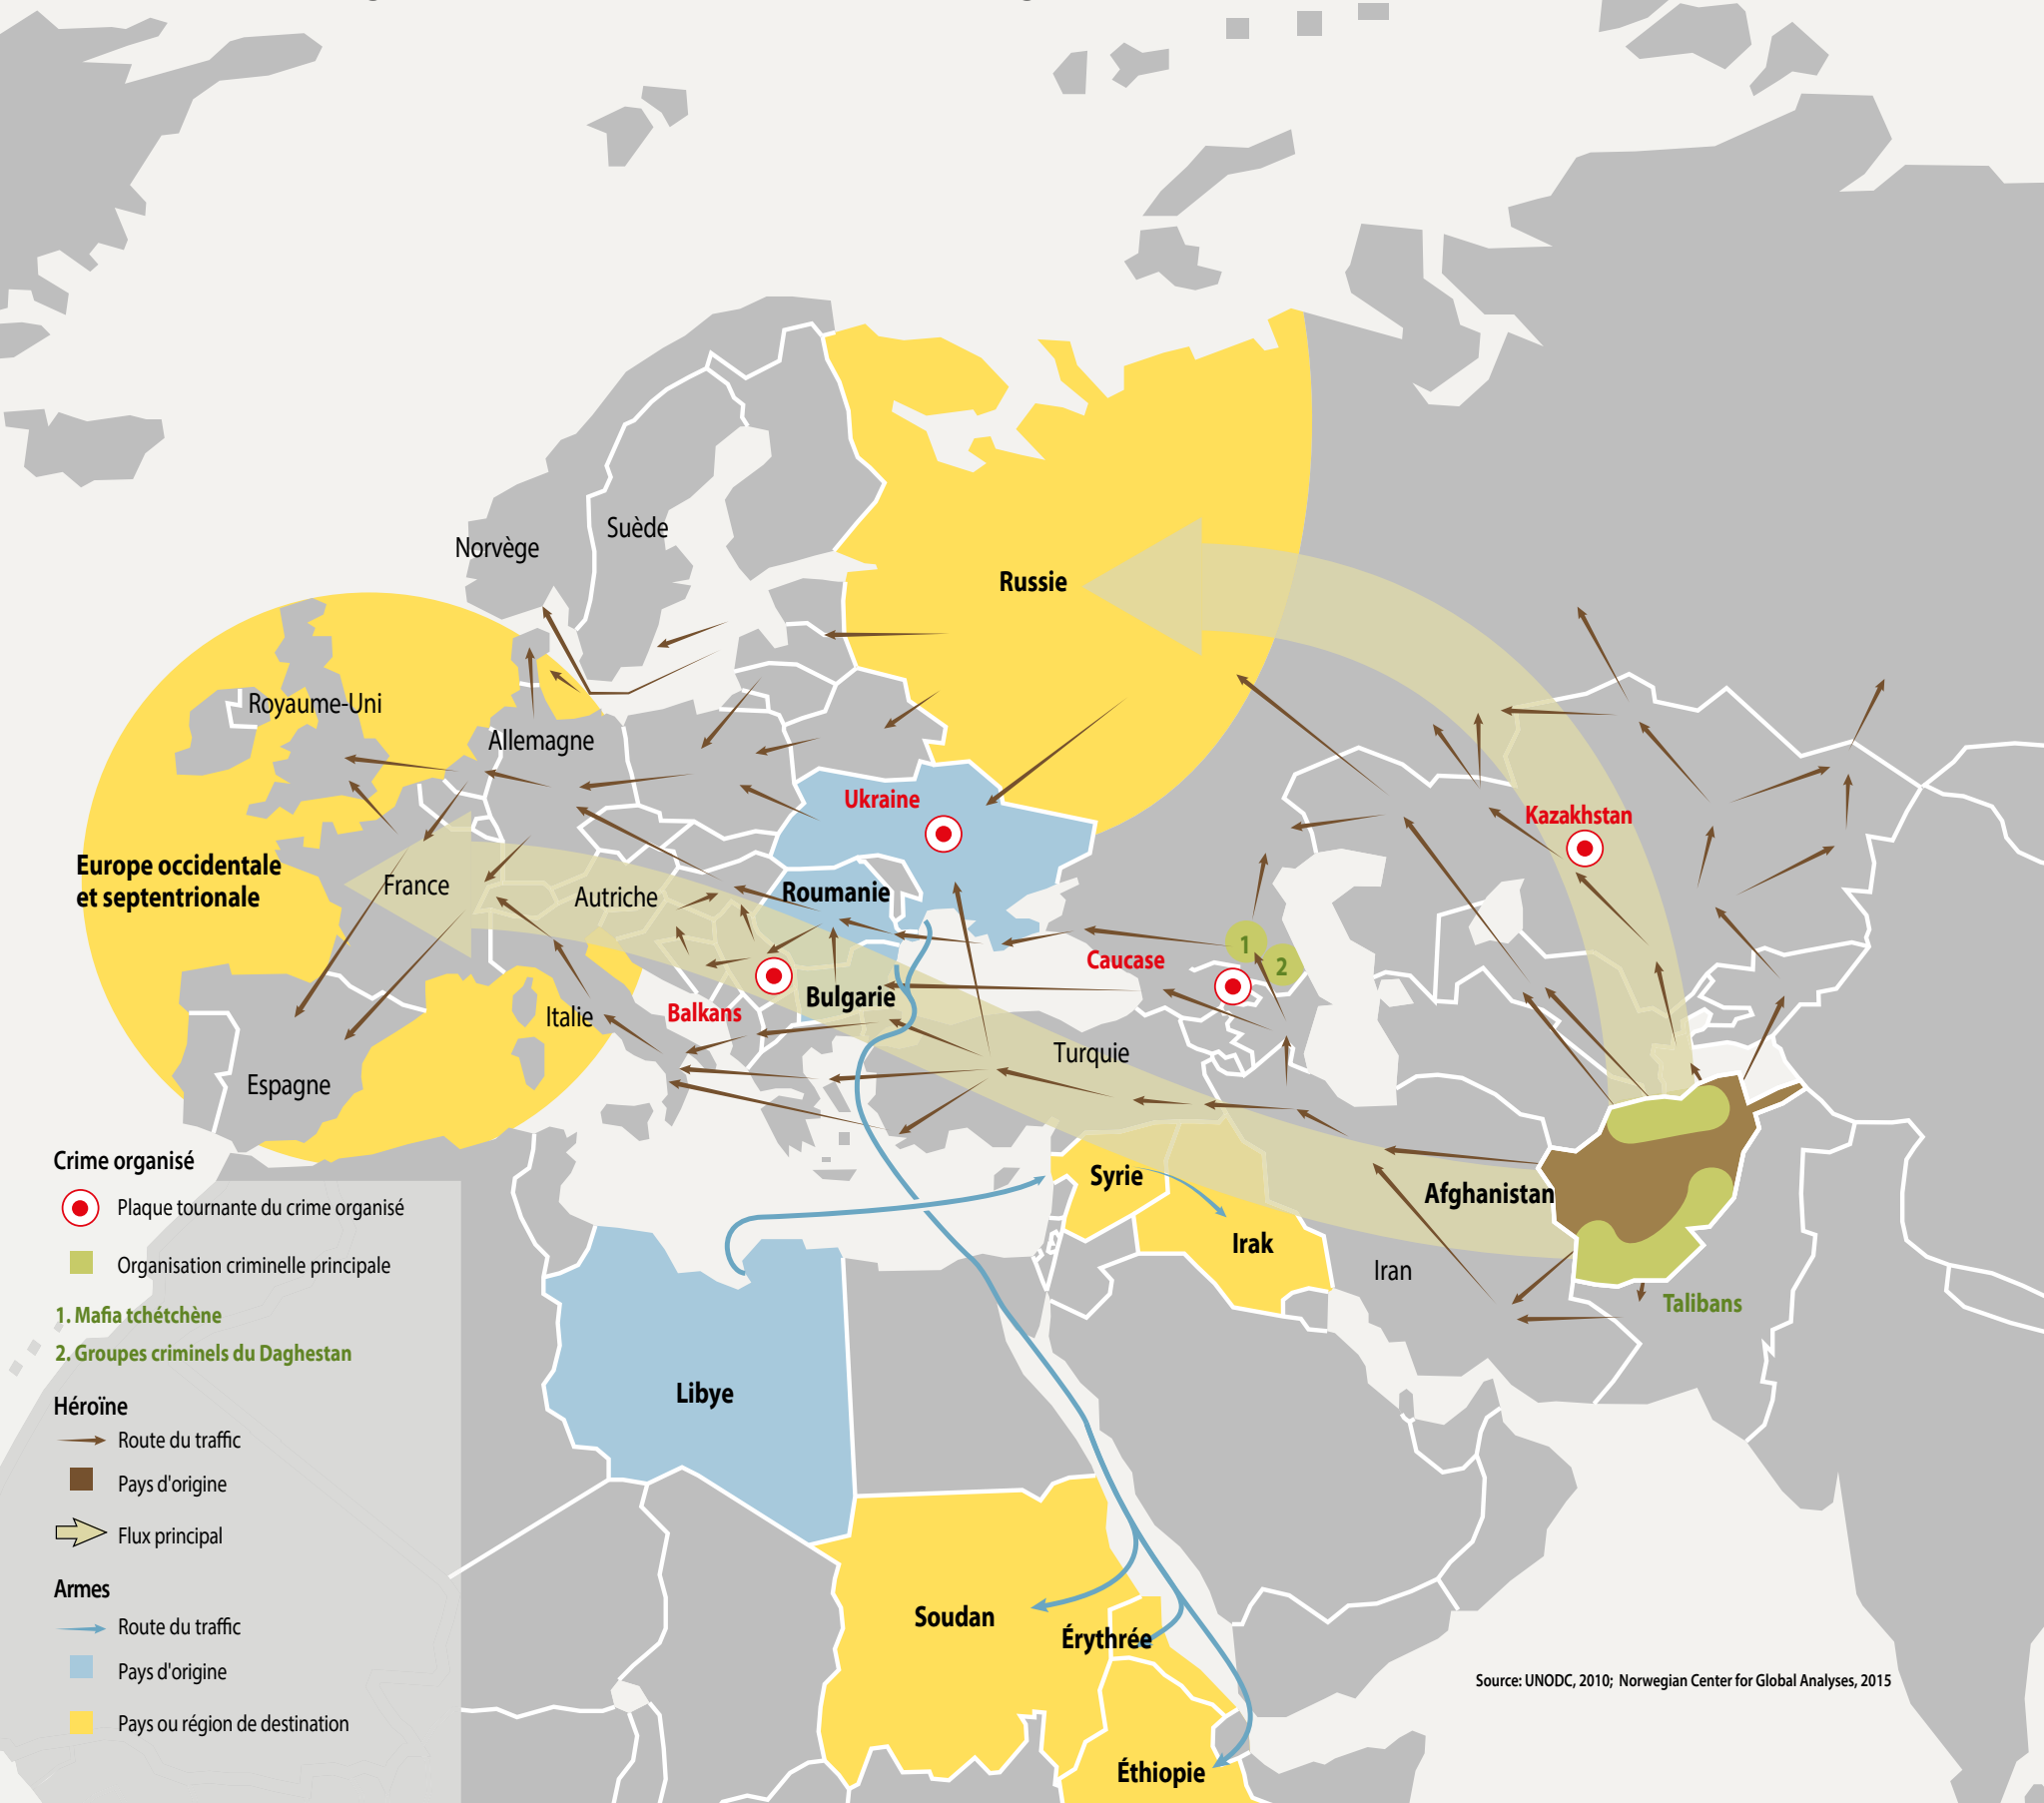 Norvège
Suède
Russie
Royaume-Uni
Allemagne
Ukraine
Kazakhstan
Europe occidentale
et septentrionale
France
Autriche
Roumanie
1
2
Caucase
Balkans
Bulgarie
Italie
Turquie
Espagne
Syrie
Afghanistan
Irak
Iran
Talibans
Libye
Soudan
Érythrée
Éthiopie
Crime organisé
Plaque tournante du crime organisé
Organisation criminelle principale
1. Mafia tchétchène
2. Groupes criminels du Daghestan
Héroïne
Route du traffic
Pays d'origine
Flux principal
Armes
Route du traffic
Pays d'origine
Pays ou région de destination
Source: UNODC, 2010; Norwegian Center for Global Analyses, 2015